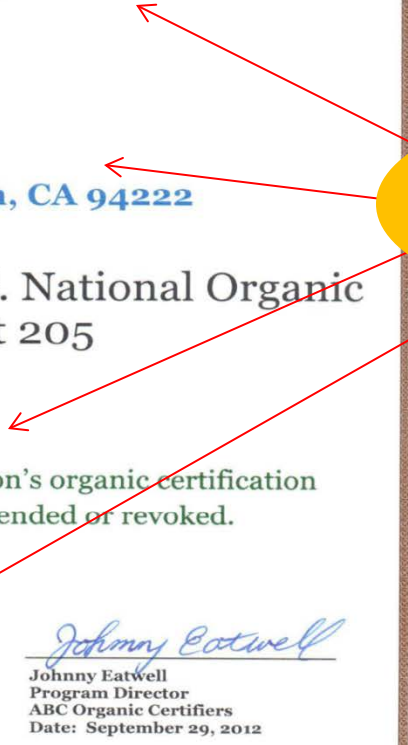 , CA 94222
. National Organic
t 205
on's organic certification
ended or revoked.
Johnny Eatwell
Johnny Eatwell
Program Director
ABC Organic Certifiers
Date: September 29, 2012